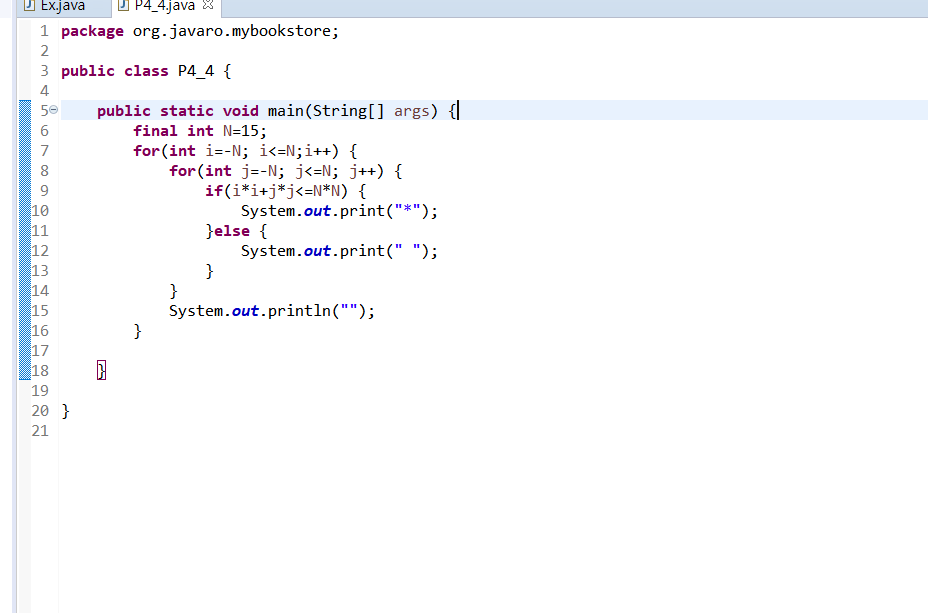 Ex.java P4_4.java
1 package org.javaro.mybookstore;
2
3 public class P4_4 {
4
5 public static void main(String[] args) {
6 final int N=15;
7 for(int i=-N; i<=N;i++) {
8 for(int j=-N; j<=N; j++) {
9 if(i*i+j*j<=N*N) {
10 System.out.print("*");
11 }else {
12 System.out.print(" ");
13 }
14 }
15 System.out.println("");
16 }
17
18 }
19
20 }
21